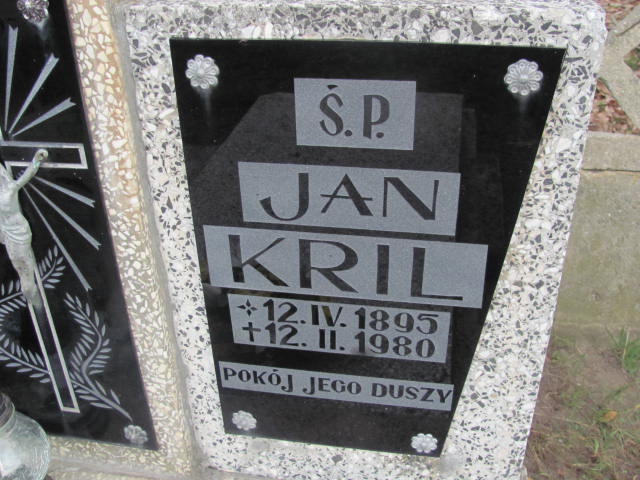 Ś.P.
JAN
KRIL
✧ 12. IV. 1895
✝ 12. II. 1980
POKÓJ JEGO DUSZY